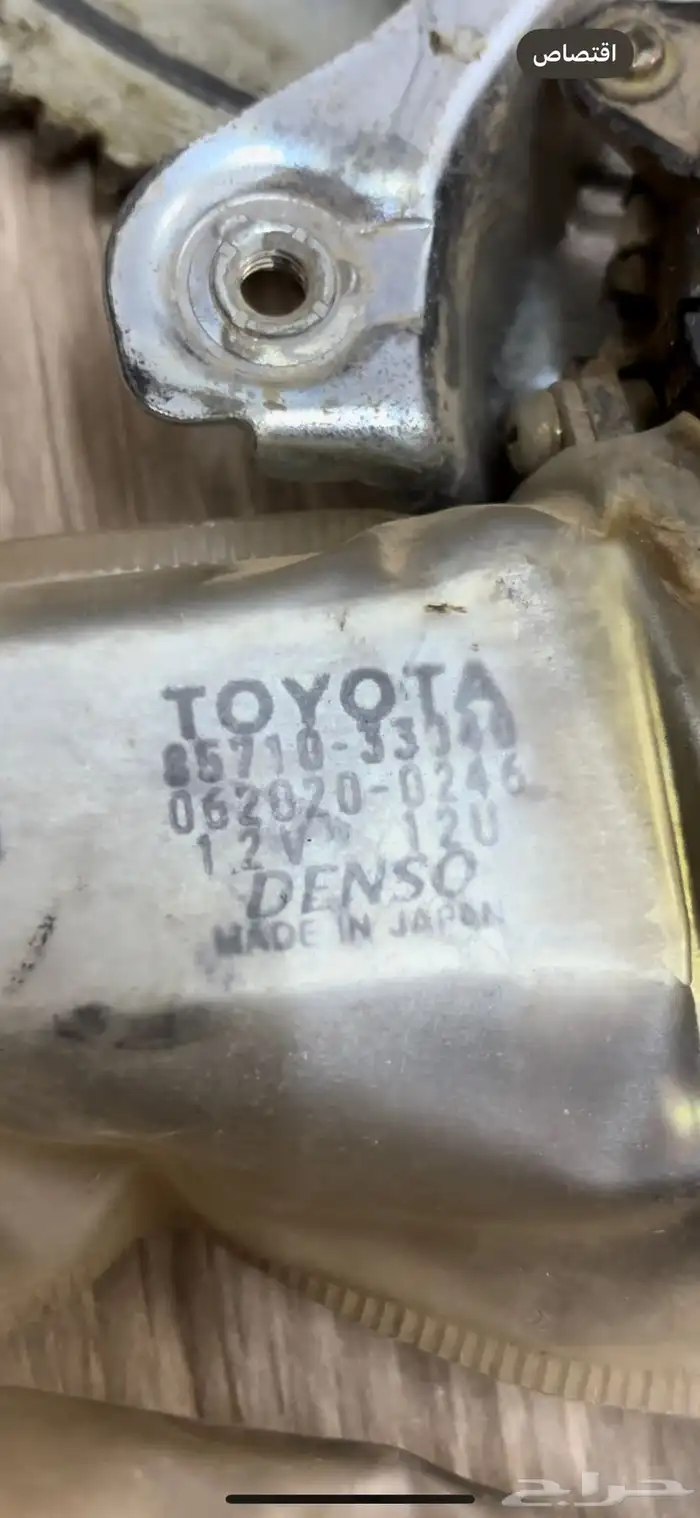 اقتصاص
TOYOTA
85710-33040
062020-0246
12V 12U
DENSO
MADE IN JAPAN
حراج